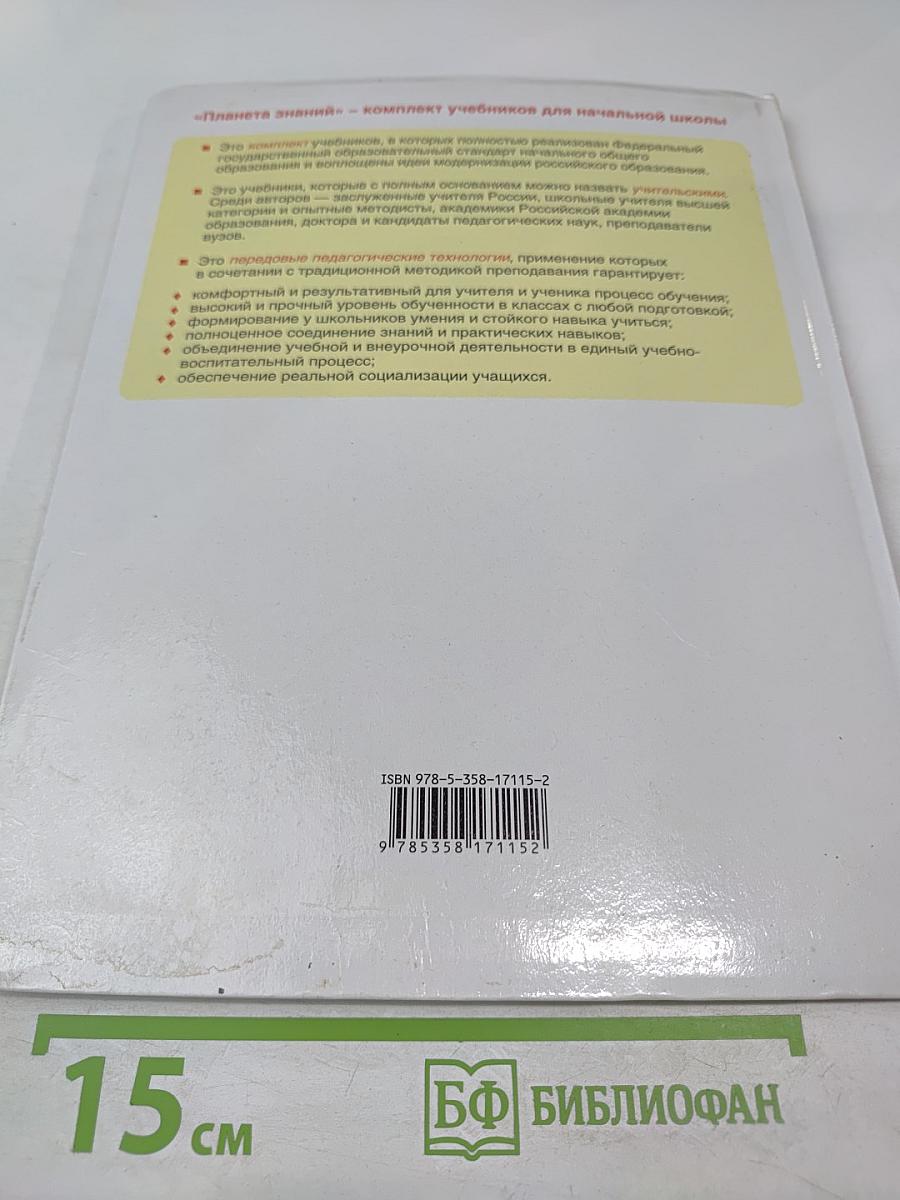 «Планета знаний» – комплект учебников для начальной школы
Это комплект учебников, в которых полностью реализован Федеральный
государственный образовательный стандарт начального общего
образования и воплощены идеи модернизации российского образования.
Это учебники, которые с полным основанием можно назвать учительскими.
Среди авторов — заслуженные учителя России, школьные учителя высшей
категории и опытные методисты, академики Российской академии
образования, доктора и кандидаты педагогических наук, преподаватели
вузов.
Это передовые педагогические технологии, применение которых
в сочетании с традиционной методикой преподавания гарантирует:
комфортный и результативный для учителя и ученика процесс обучения;
высокий и прочный уровень обученности в классах с любой подготовкой;
формирование у школьников умения и стойкого навыка учиться;
полноценное соединение знаний и практических навыков;
объединение учебной и внеурочной деятельности в единый учебно-
воспитательный процесс;
обеспечение реальной социализации учащихся.
ISBN 978-5-358-17115-2
9 785358 171152
15 см
БФ БИБЛИОФАН